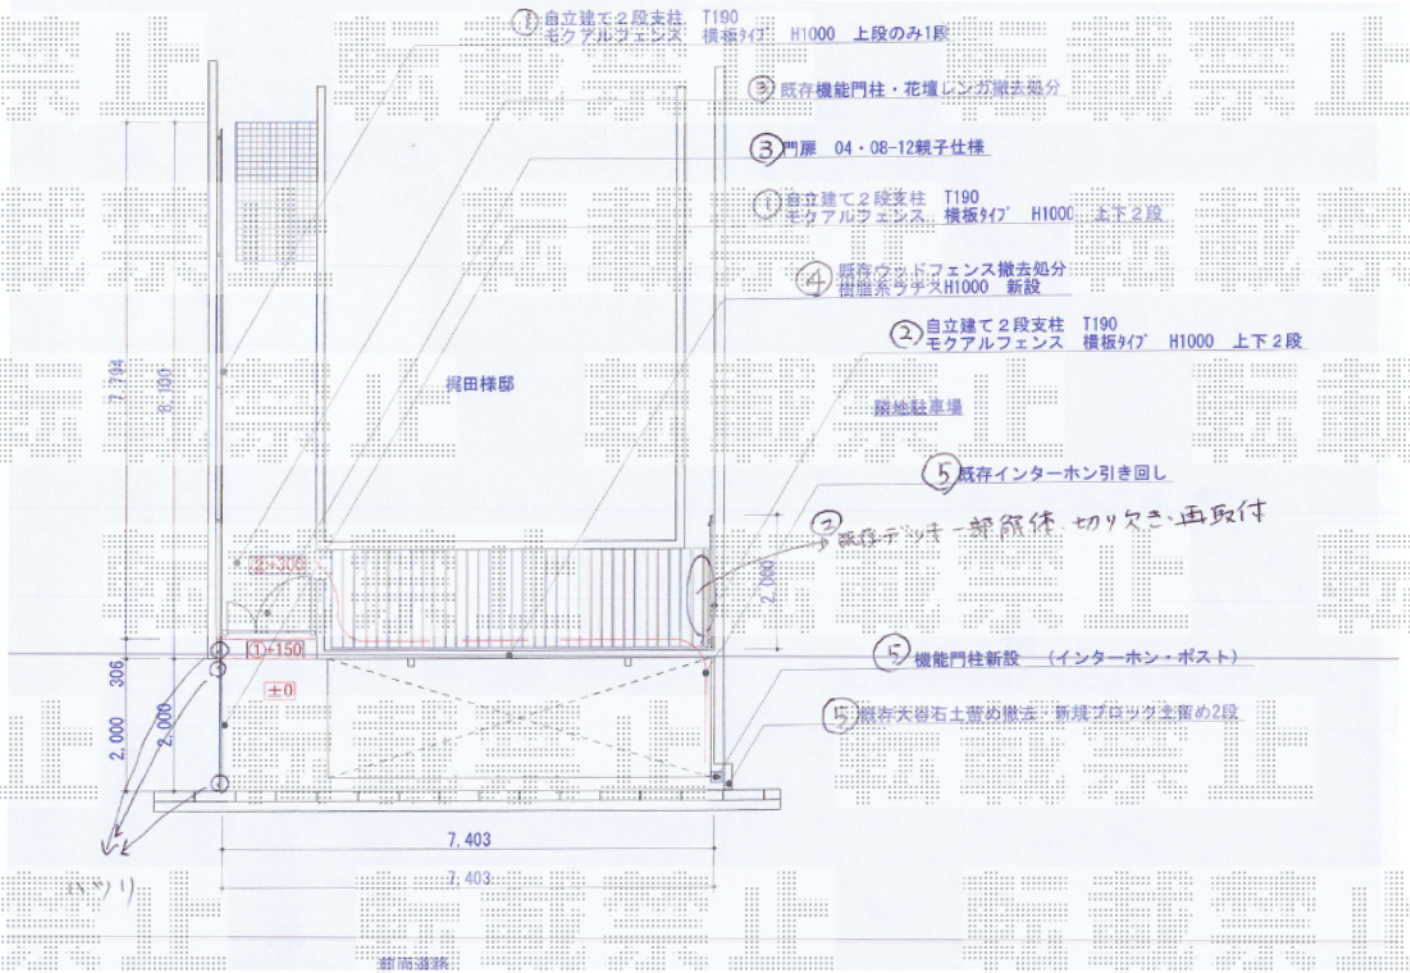 ① 自立建て2段支柱 T190
モクアルフェンス 横板ﾀｲﾌﾟ H1000 上段のみ1段
③ 既存機能門柱・花壇レンガ撤去処分
③ 門扉 04・08-12親子仕様
① 自立建て2段支柱 T190
モクアルフェンス 横板ﾀｲﾌﾟ H1000 上下2段
④ 既存ウッドフェンス撤去処分
樹脂系ラチスH1000 新設
② 自立建て2段支柱 T190
モクアルフェンス 横板ﾀｲﾌﾟ H1000 上下2段
梶田様邸
隣地駐車場
⑤ 既存インターホン引き回し
② 既存デッキ一部解体 切り欠き・再取付
7,794
8,100
②+300
2,000
①+150
±0
306
2,000
2,000
⑤ 機能門柱新設 (インターホン・ポスト)
⑤ 既存大谷石土留め撤去・新規ブロック土留め2段
7,403
7,403
ハツリ
前面道路
転載禁止